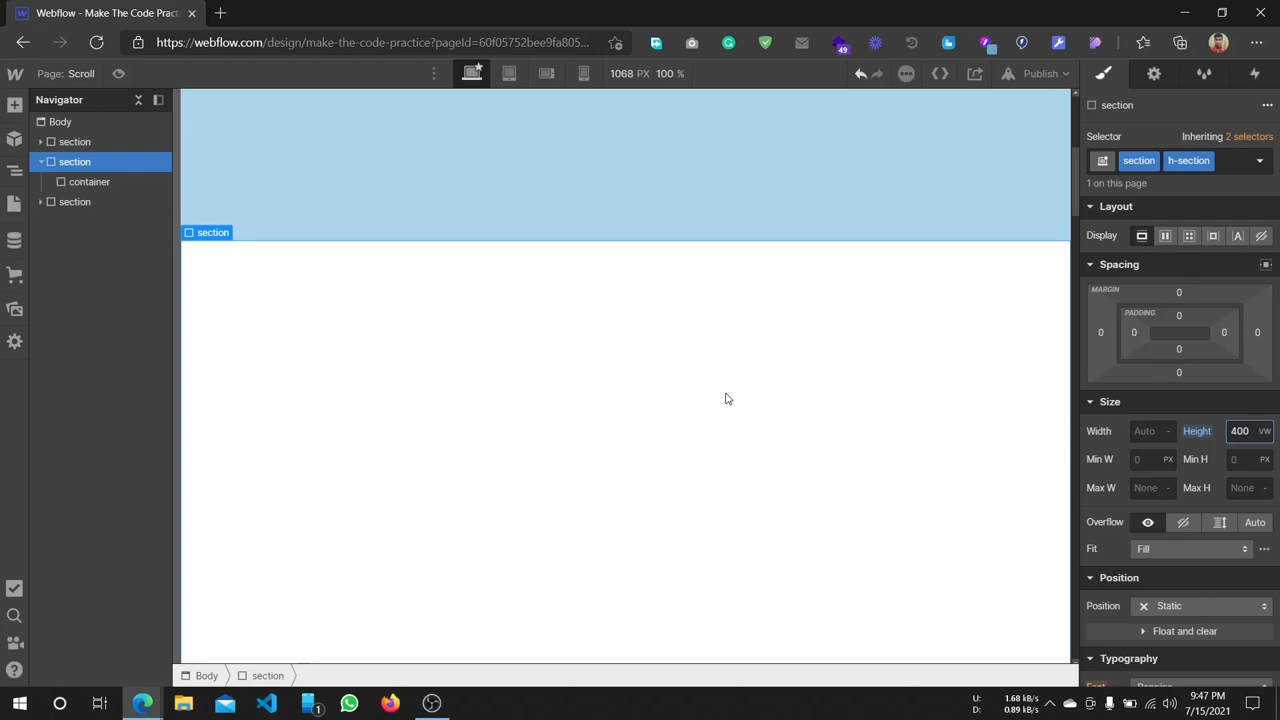 Webflow - Make The Code Pract
https://webflow.com/design/make-the-code-practice?pageId=60f05752bee9fa805...
49
Page: Scroll
1068 PX 100 %
Publish
Navigator
Body
section
section
container
section
section
section
Selector
Inheriting 2 selectors
section h-section
1 on this page
Layout
Display
Spacing
MARGIN
0
PADDING
0
0 0 0 0
0
0
Size
Width Auto - Height 400 VW
Min W 0 PX Min H 0 PX
Max W None - Max H None -
Overflow Auto
Fit Fill
Position
Position Static
Float and clear
Typography
Body section
1
U: 1.68 kB/s
D: 0.89 kB/s
9:47 PM
7/15/2021